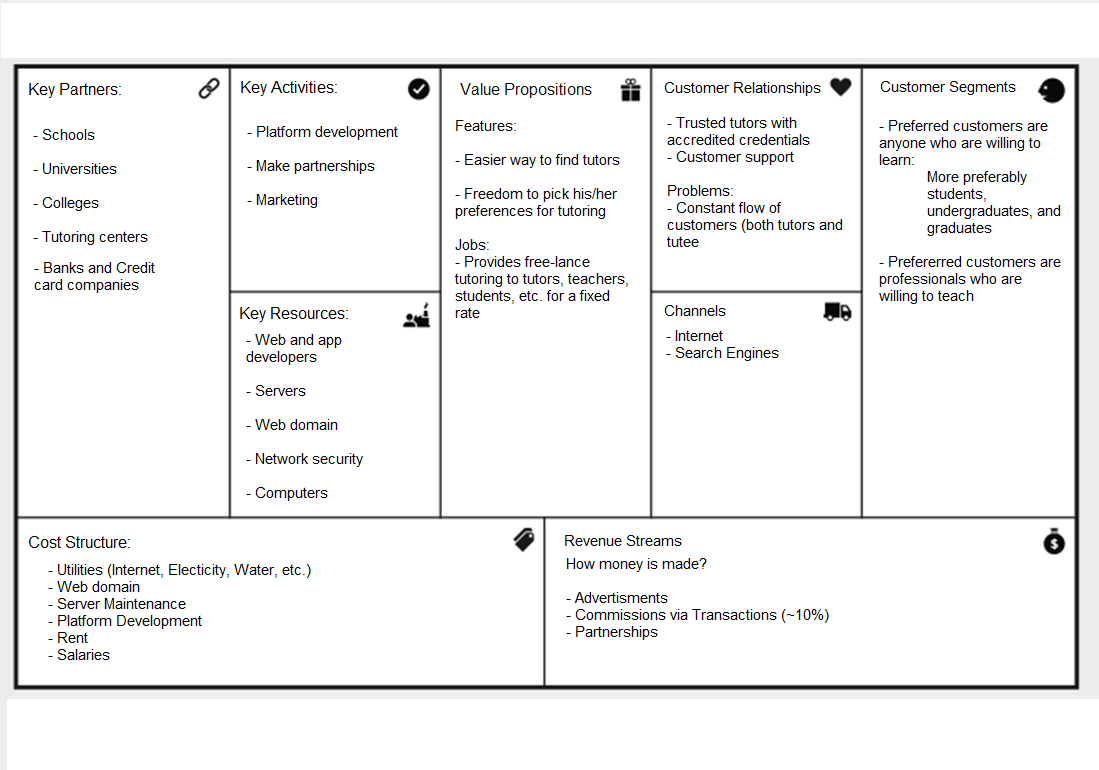 Key Partners:
- Schools
- Universities
- Colleges
- Tutoring centers
- Banks and Credit
card companies
Key Activities:
- Platform development
- Make partnerships
- Marketing
Key Resources:
- Web and app
developers
- Servers
- Web domain
- Network security
- Computers
Value Propositions
Features:
- Easier way to find tutors
- Freedom to pick his/her
preferences for tutoring
Jobs:
- Provides free-lance
tutoring to tutors, teachers,
students, etc. for a fixed
rate
Customer Relationships
- Trusted tutors with
accredited credentials
- Customer support
Problems:
- Constant flow of
customers (both tutors and
tutee
Channels
- Internet
- Search Engines
Customer Segments
- Preferred customers are
anyone who are willing to
learn:
More preferably
students,
undergraduates, and
graduates
- Prefererred customers are
professionals who are
willing to teach
Cost Structure:
- Utilities (Internet, Electicity, Water, etc.)
- Web domain
- Server Maintenance
- Platform Development
- Rent
- Salaries
Revenue Streams
How money is made?
- Advertisments
- Commissions via Transactions (~10%)
- Partnerships
$